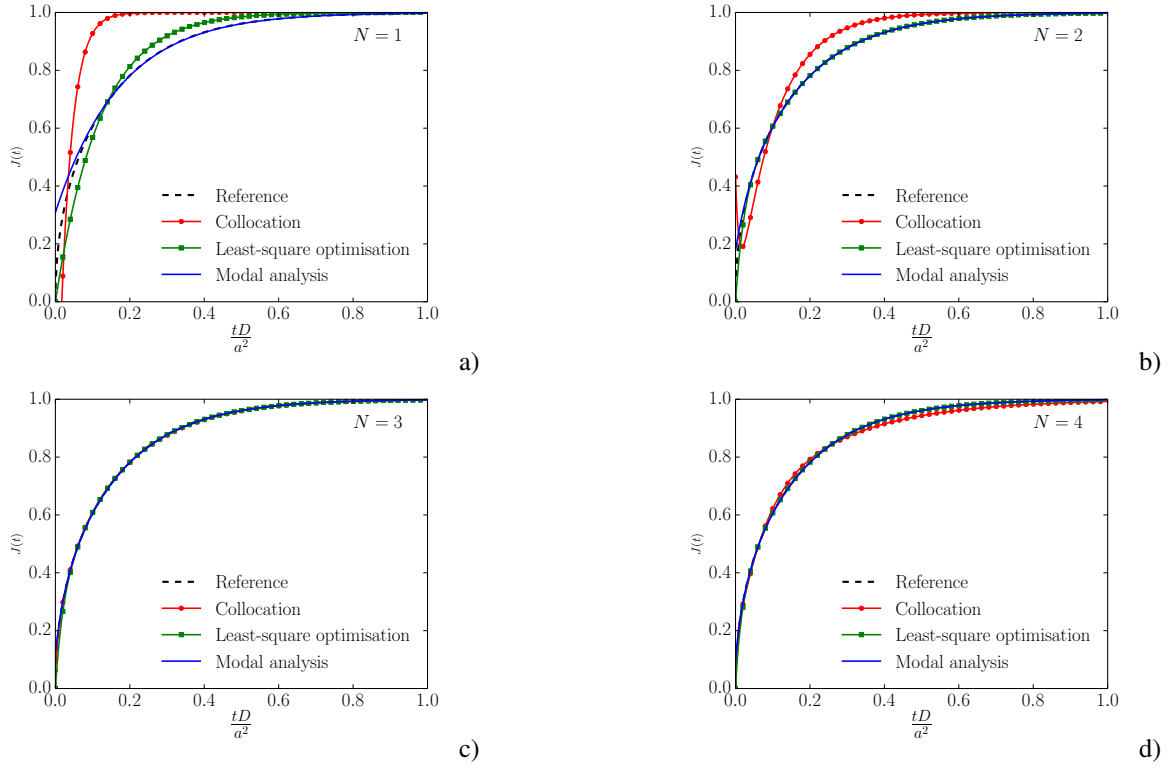 1.0
0.8
0.6
0.4
0.2
0.0
J(t)
N = 1
Reference
Collocation
Least-square optimisation
Modal analysis
0.0 0.2 0.4 0.6 0.8 1.0
tD
a²
a)
1.0
0.8
0.6
0.4
0.2
0.0
J(t)
N = 2
Reference
Collocation
Least-square optimisation
Modal analysis
0.0 0.2 0.4 0.6 0.8 1.0
tD
a²
b)
1.0
0.8
0.6
0.4
0.2
0.0
J(t)
N = 3
Reference
Collocation
Least-square optimisation
Modal analysis
0.0 0.2 0.4 0.6 0.8 1.0
tD
a²
c)
1.0
0.8
0.6
0.4
0.2
0.0
J(t)
N = 4
Reference
Collocation
Least-square optimisation
Modal analysis
0.0 0.2 0.4 0.6 0.8 1.0
tD
a²
d)